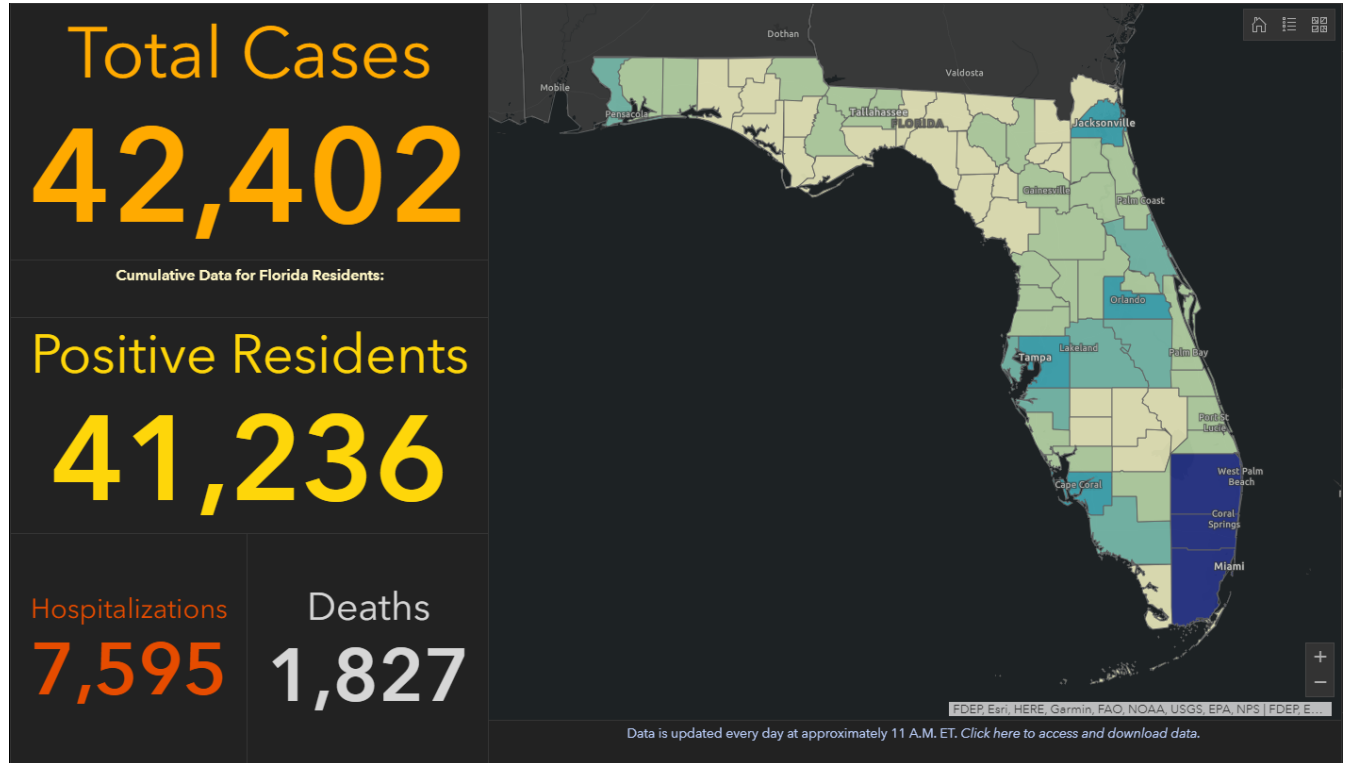 Total Cases
42,402
Cumulative Data for Florida Residents:
Positive Residents
41,236
Hospitalizations
7,595
Deaths
1,827
Dothan
Mobile
Valdosta
Pensacola
Tallahassee
FLORIDA
Jacksonville
Gainesville
Palm Coast
Orlando
Tampa
Lakeland
Palm Bay
Fort St
Lucie
West Palm
Beach
Cape Coral
Coral
Springs
Miami
FDEP, Esri, HERE, Garmin, FAO, NOAA, USGS, EPA, NPS | FDEP, E...
Data is updated every day at approximately 11 A.M. ET. Click here to access and download data.